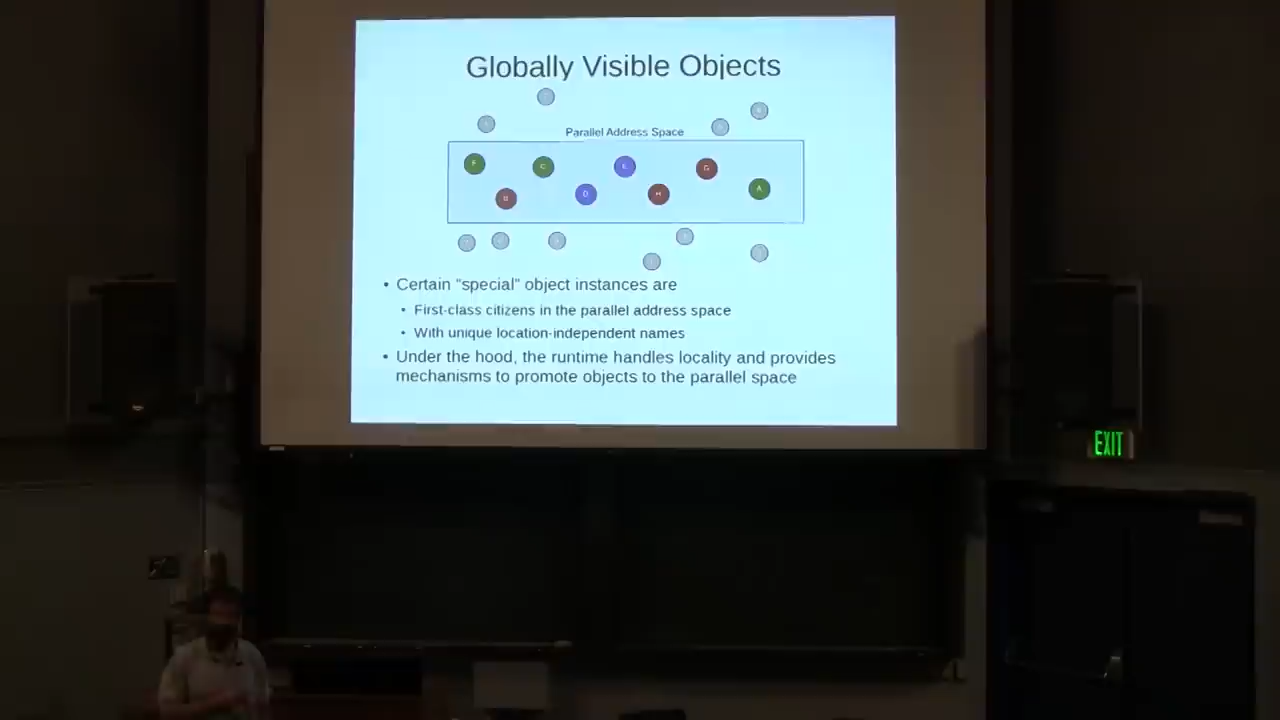 Globally Visible Objects
Parallel Address Space
F
C
G
A
B
D
H
• Certain "special" object instances are
• First-class citizens in the parallel address space
• With unique location-independent names
• Under the hood, the runtime handles locality and provides
mechanisms to promote objects to the parallel space
EXIT